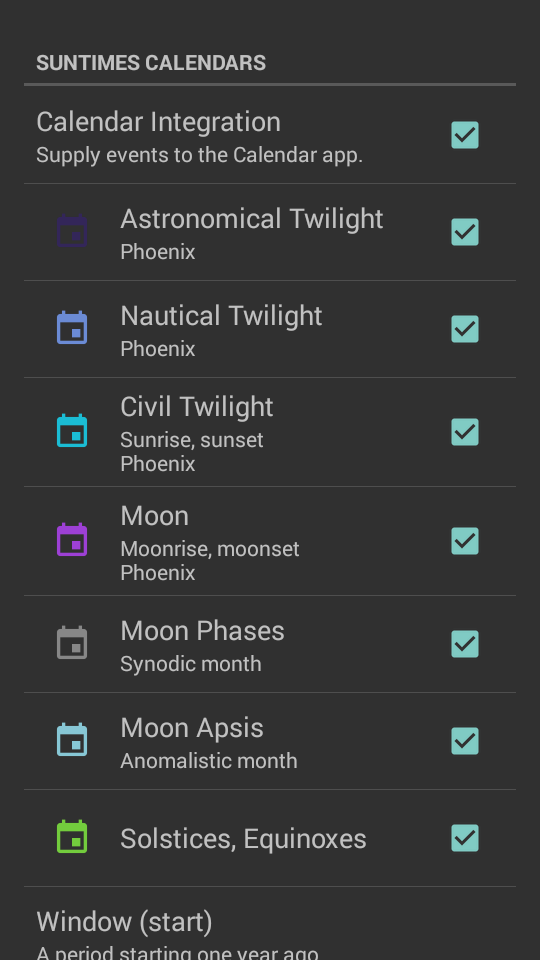 SUNTIMES CALENDARS
Calendar Integration
Supply events to the Calendar app.
Astronomical Twilight
Phoenix
Nautical Twilight
Phoenix
Civil Twilight
Sunrise, sunset
Phoenix
Moon
Moonrise, moonset
Phoenix
Moon Phases
Synodic month
Moon Apsis
Anomalistic month
Solstices, Equinoxes
Window (start)
A period starting one year ago